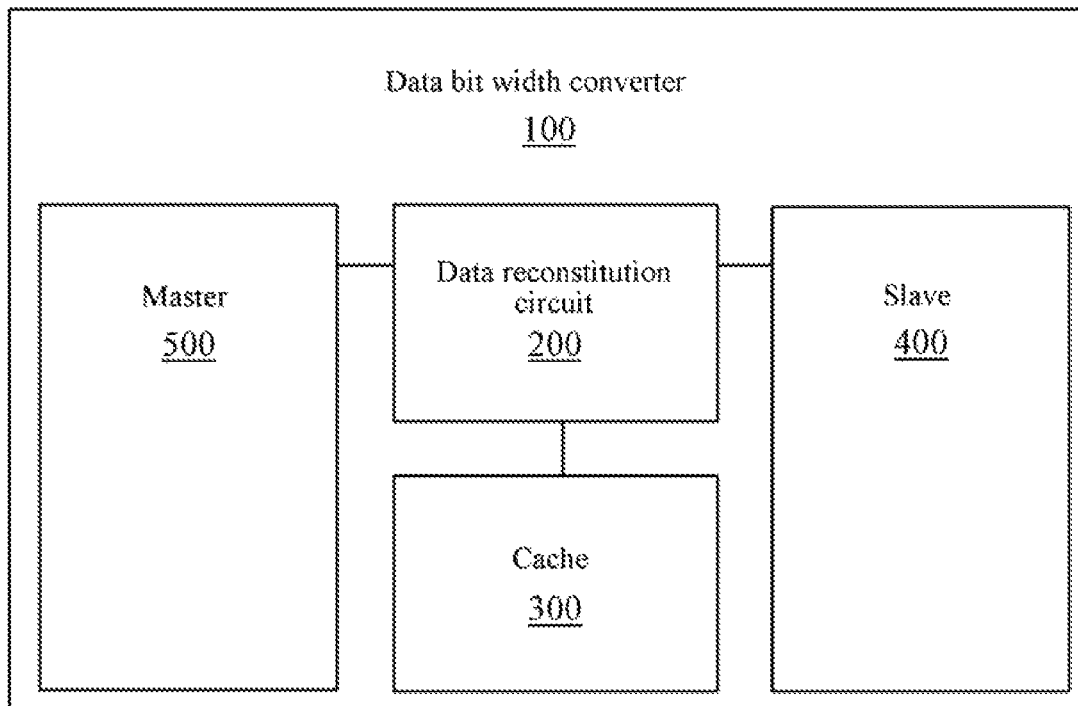 Data bit width converter
100
Master
500
Data reconstitution
circuit
200
Slave
400
Cache
300